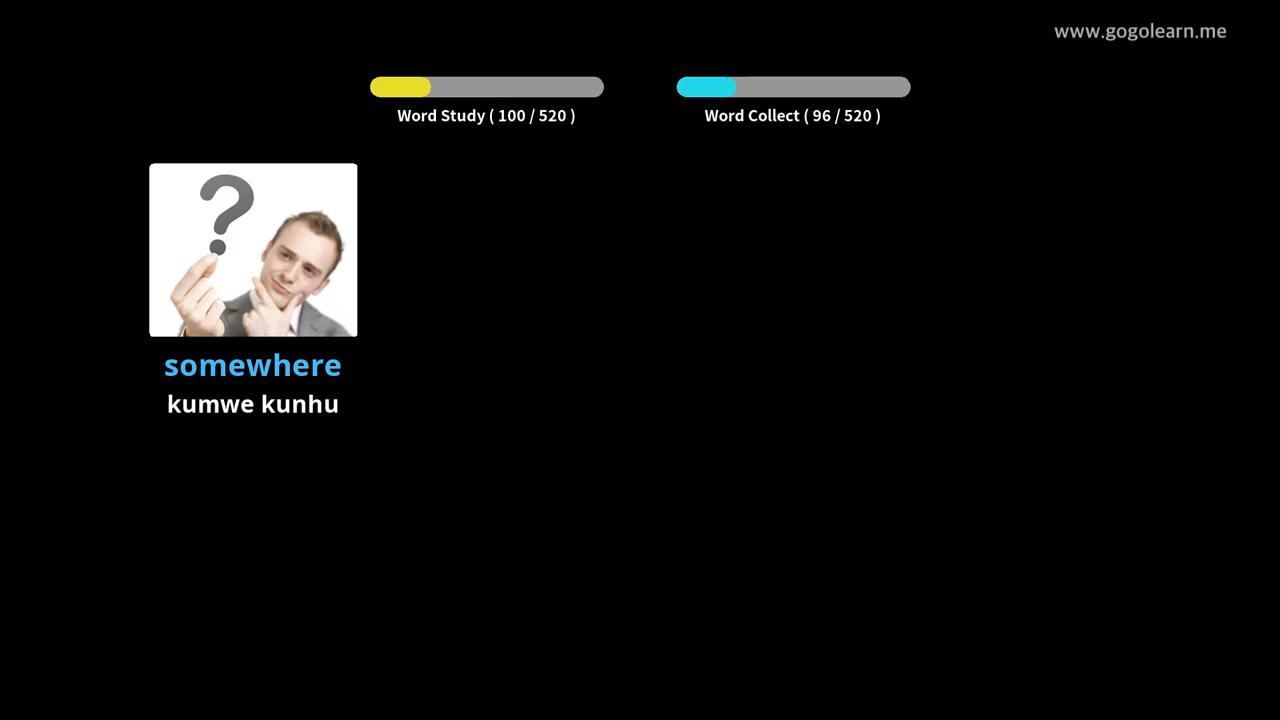 www.gogolearn.me
Word Study ( 100 / 520 )
Word Collect ( 96 / 520 )
?
somewhere
kumwe kunhu